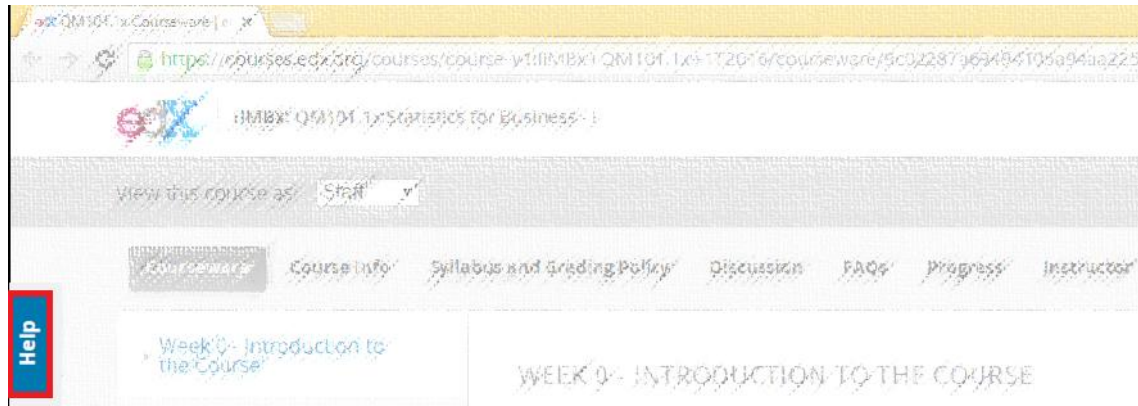 QM101.1x Courseware |
https://courses.edx.org/courses/course-v1:IIMBx+QM101.1x+1T2016/courseware/
edX IIMBx: QM101.1x Statistics for Business - I
View this course as: Staff
Courseware Course Info Syllabus and Grading Policy Discussion FAQs Progress Instructor
Help
Week 0 - Introduction to
the Course
WEEK 0 - INTRODUCTION TO THE COURSE